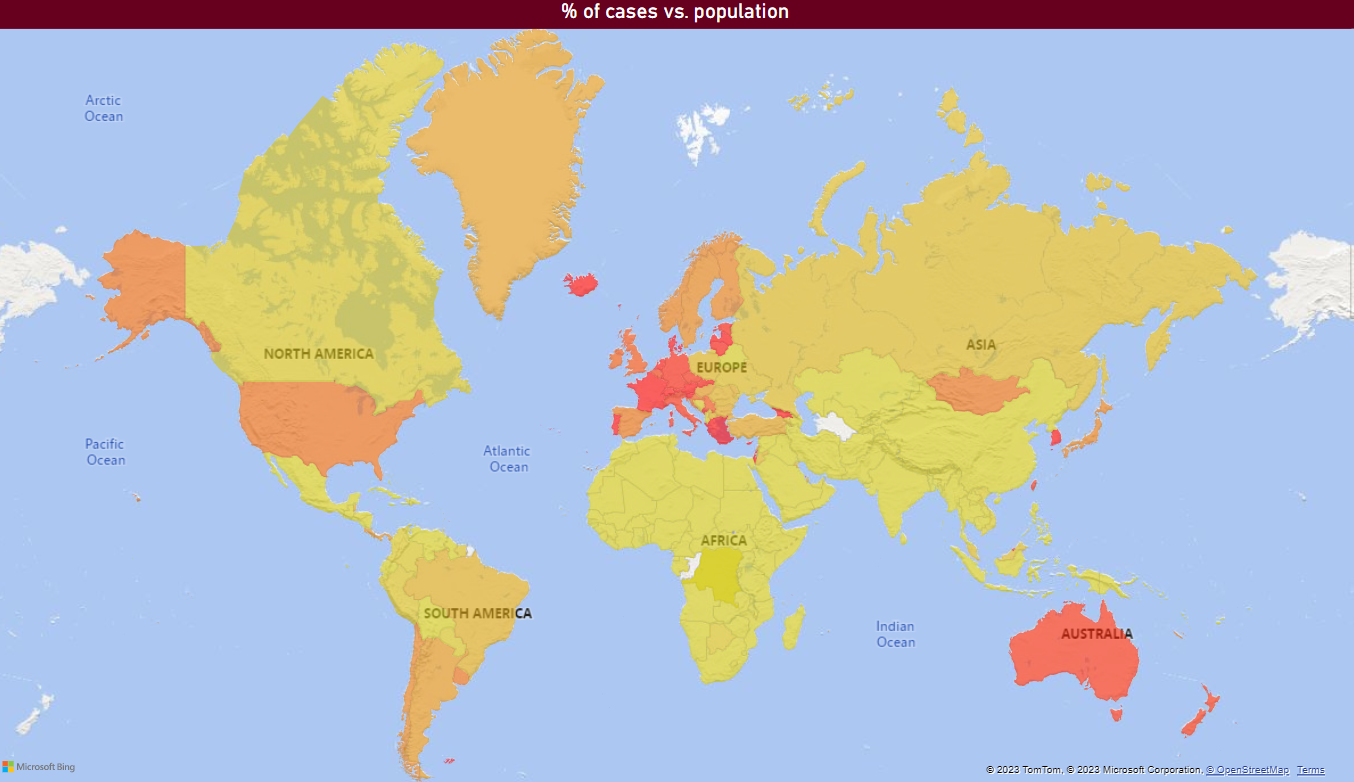 % of cases vs. population
Arctic
Ocean
NORTH AMERICA
ASIA
EUROPE
Pacific
Ocean
Atlantic
Ocean
AFRICA
SOUTH AMERICA
Indian
Ocean
AUSTRALIA
Microsoft Bing
© 2023 TomTom, © 2023 Microsoft Corporation, © OpenStreetMap Terms